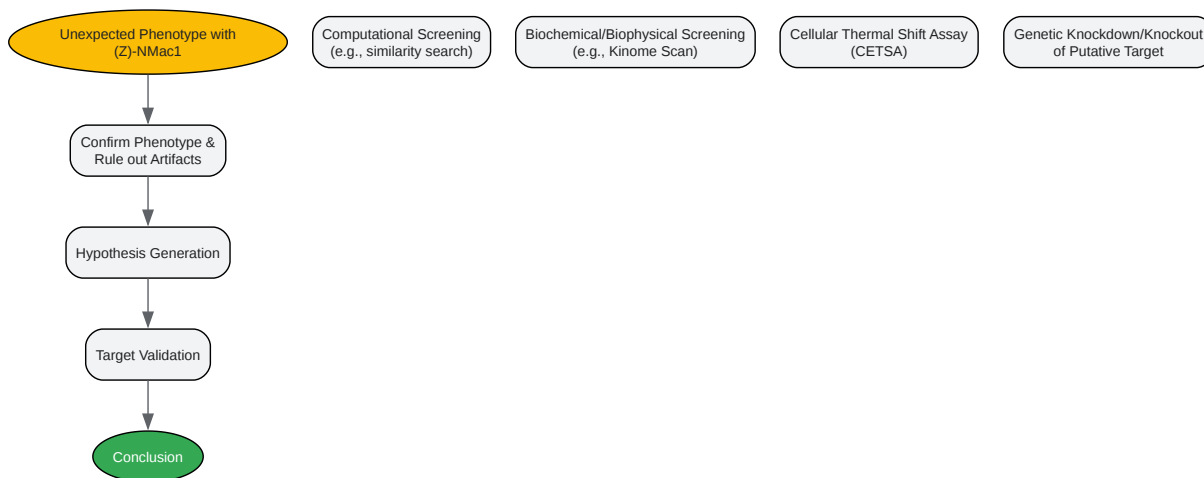 Unexpected Phenotype with
(Z)-NMac1
Computational Screening
(e.g., similarity search)
Biochemical/Biophysical Screening
(e.g., Kinome Scan)
Cellular Thermal Shift Assay
(CETSA)
Genetic Knockdown/Knockout
of Putative Target
Confirm Phenotype &
Rule out Artifacts
Hypothesis Generation
Target Validation
Conclusion